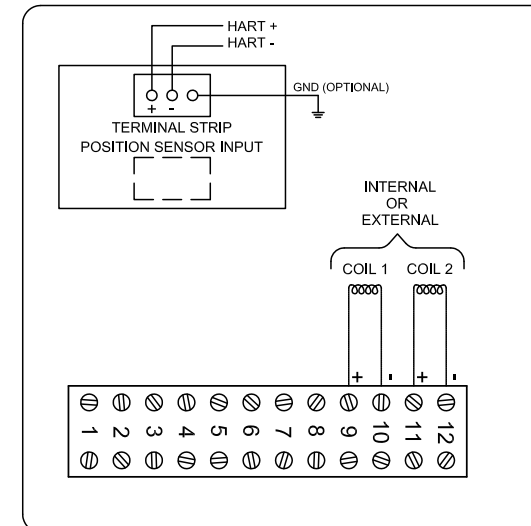 HART +
HART -
GND (OPTIONAL)
+ -
TERMINAL STRIP
POSITION SENSOR INPUT
INTERNAL
OR
EXTERNAL
COIL 1 COIL 2
+ - + -
1 2 3 4 5 6 7 8 9 10 11 12